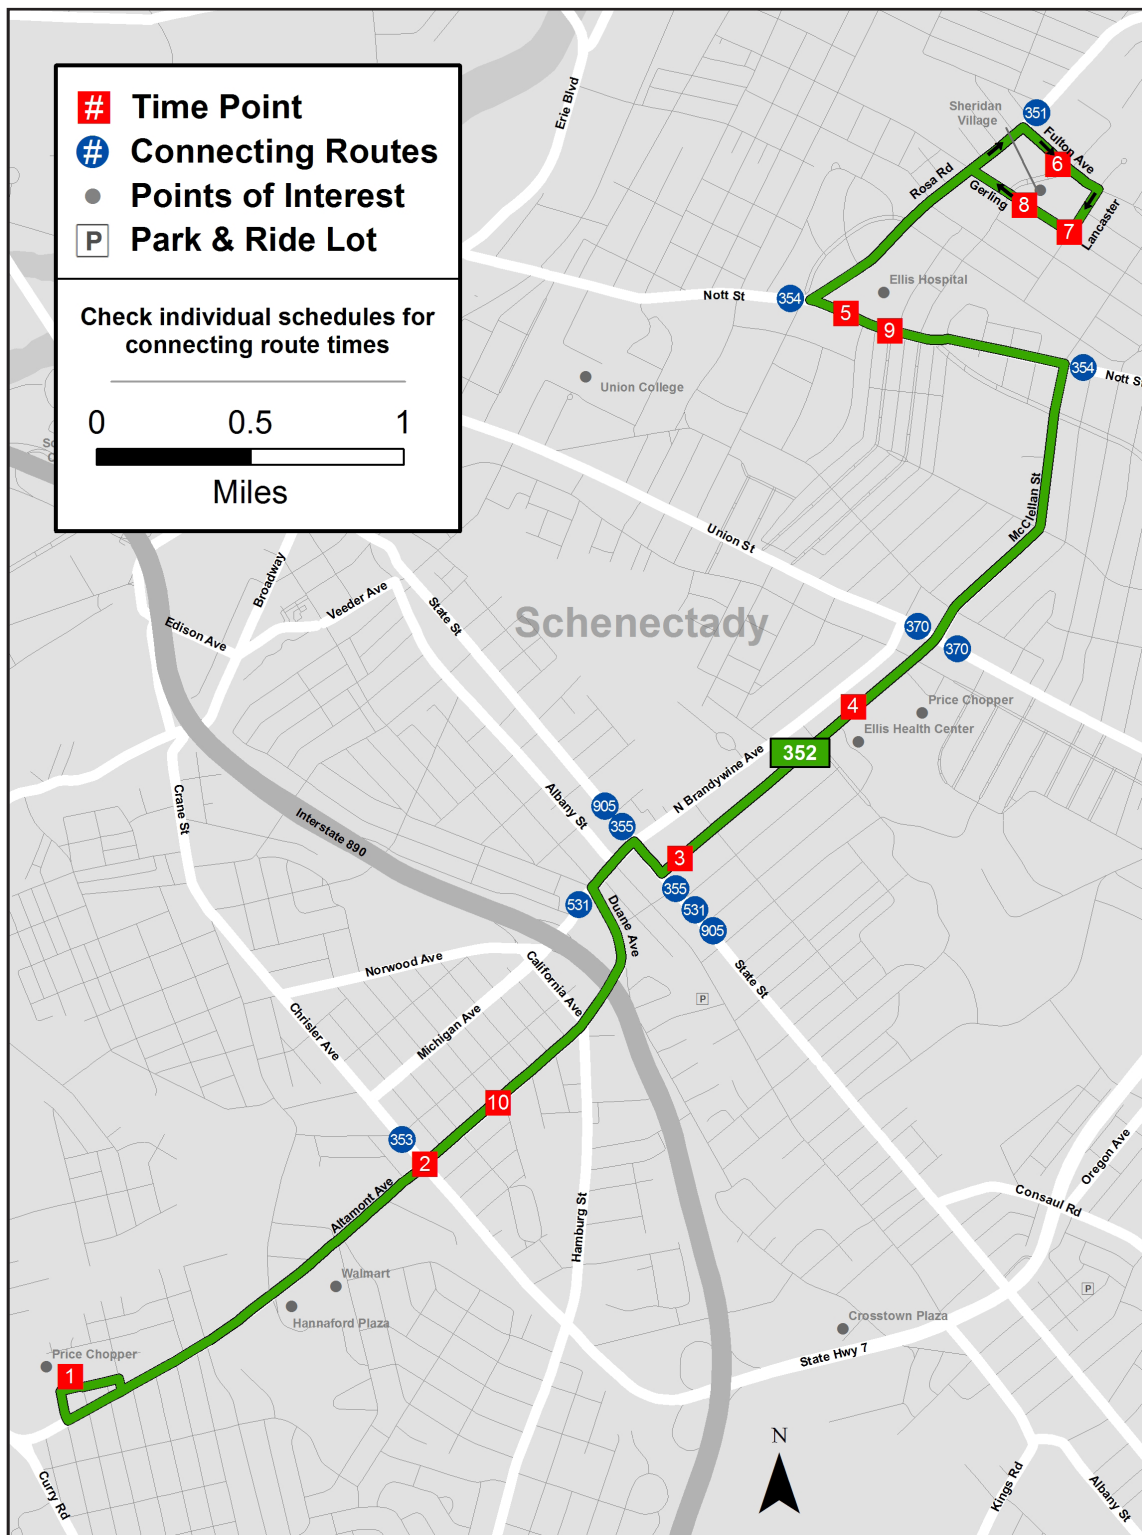 # Time Point
# Connecting Routes
Points of Interest
P Park & Ride Lot
Check individual schedules for
connecting route times
0 0.5 1
Miles
Erie Blvd
Sheridan
Village
351
Fulton Ave
6
Rosa Rd
Gerling
8
7
Lancaster
Ellis Hospital
Nott St
354
5
9
354
Nott St
Union College
McClellan St
Union St
Broadway
Veeder Ave
State St
Edison Ave
Schenectady
370
370
4
Price Chopper
Ellis Health Center
352
N Brandywine Ave
Crane St
Albany St
905
355
Interstate 890
3
355
531
531
905
Duane Ave
Norwood Ave
California Ave
State St
P
Chrisler Ave
Michigan Ave
10
353
2
Altamont Ave
Hamburg St
Oregon Ave
Consaul Rd
Walmart
P
Hannaford Plaza
Crosstown Plaza
State Hwy 7
Price Chopper
1
N
Curry Rd
Kings Rd
Albany St